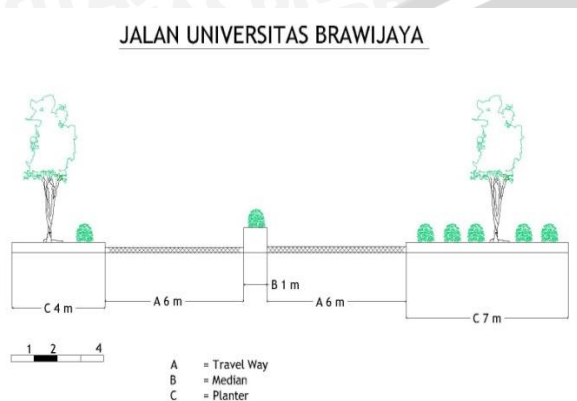 JALAN UNIVERSITAS BRAWIJAYA
B 1 m
C 4 m
A 6 m
A 6 m
C 7 m
1 2 4
A = Travel Way
B = Median
C = Planter